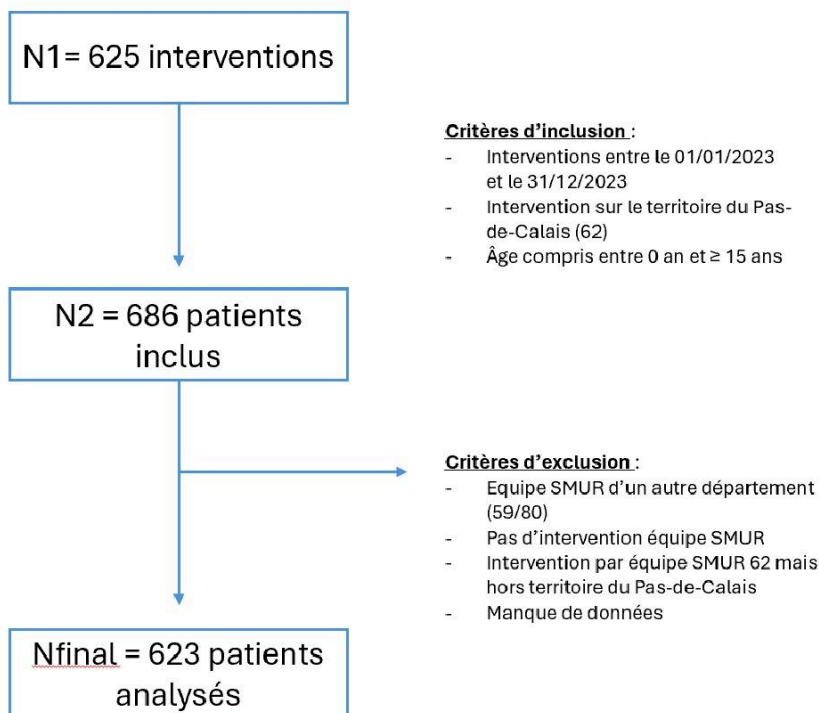 N1= 625 interventions
Critères d'inclusion :
- Interventions entre le 01/01/2023
et le 31/12/2023
- Intervention sur le territoire du Pas-
de-Calais (62)
- Âge compris entre 0 an et ≥ 15 ans
N2 = 686 patients
inclus
Critères d'exclusion :
- Equipe SMUR d'un autre département
(59/80)
- Pas d'intervention équipe SMUR
- Intervention par équipe SMUR 62 mais
hors territoire du Pas-de-Calais
- Manque de données
Nfinal = 623 patients
analysés